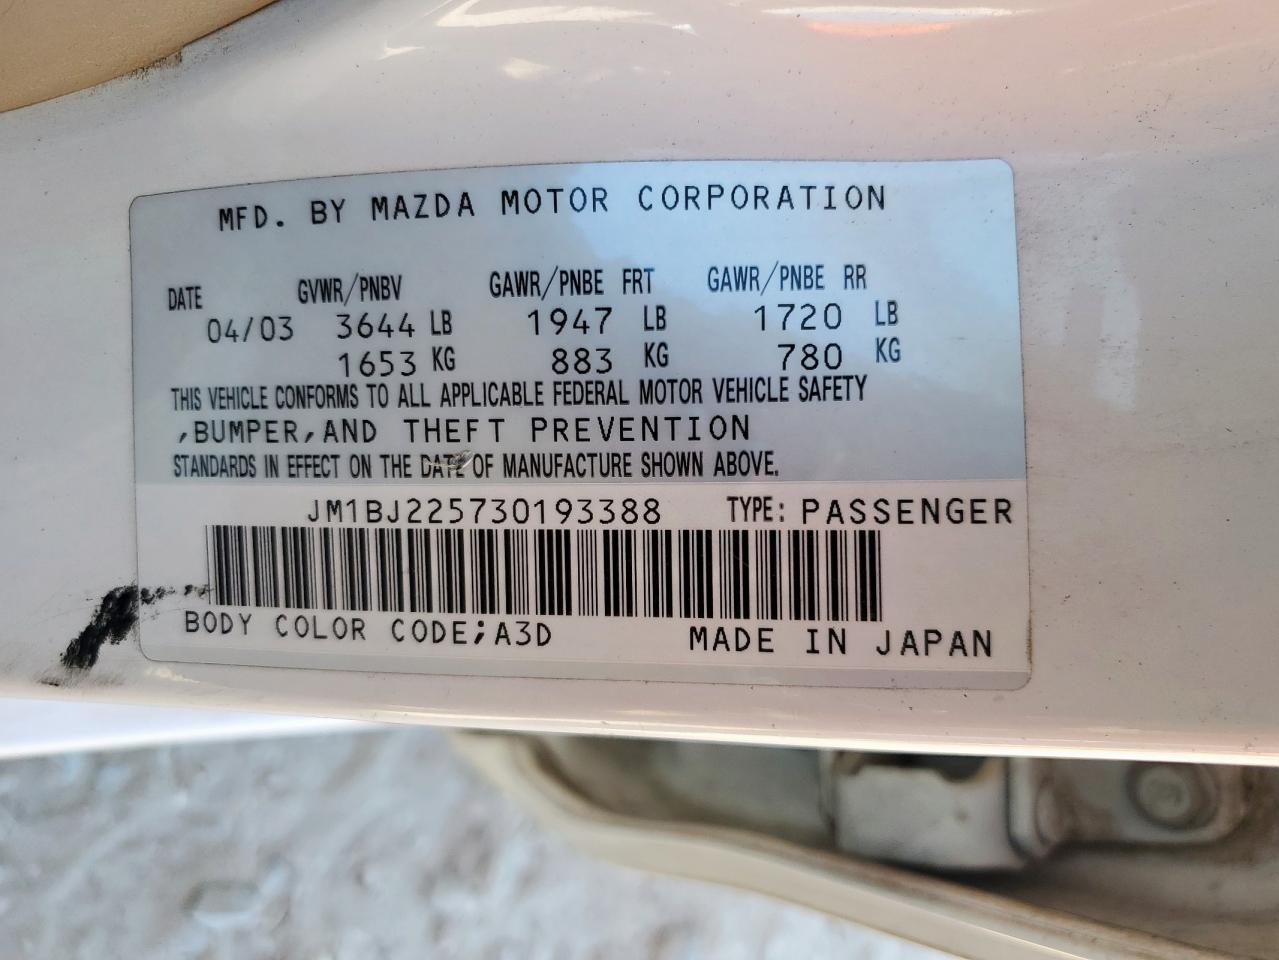 MFD. BY MAZDA MOTOR CORPORATION
DATE GVWR/PNBV GAWR/PNBE FRT GAWR/PNBE RR
04/03 3644 LB 1947 LB 1720 LB
1653 KG 883 KG 780 KG
THIS VEHICLE CONFORMS TO ALL APPLICABLE FEDERAL MOTOR VEHICLE SAFETY
,BUMPER,AND THEFT PREVENTION
STANDARDS IN EFFECT ON THE DATE OF MANUFACTURE SHOWN ABOVE.
JM1BJ225730193388 TYPE: PASSENGER
BODY COLOR CODE;A3D MADE IN JAPAN